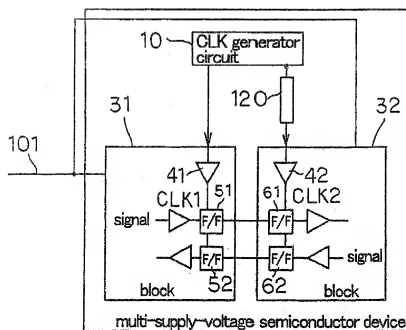 10
CLK generator
circuit
120
31
32
101
41
42
CLK1
51
61
CLK2
signal
F/F
F/F
F/F
F/F
signal
52
62
block
block
multi-supply-voltage semiconductor device